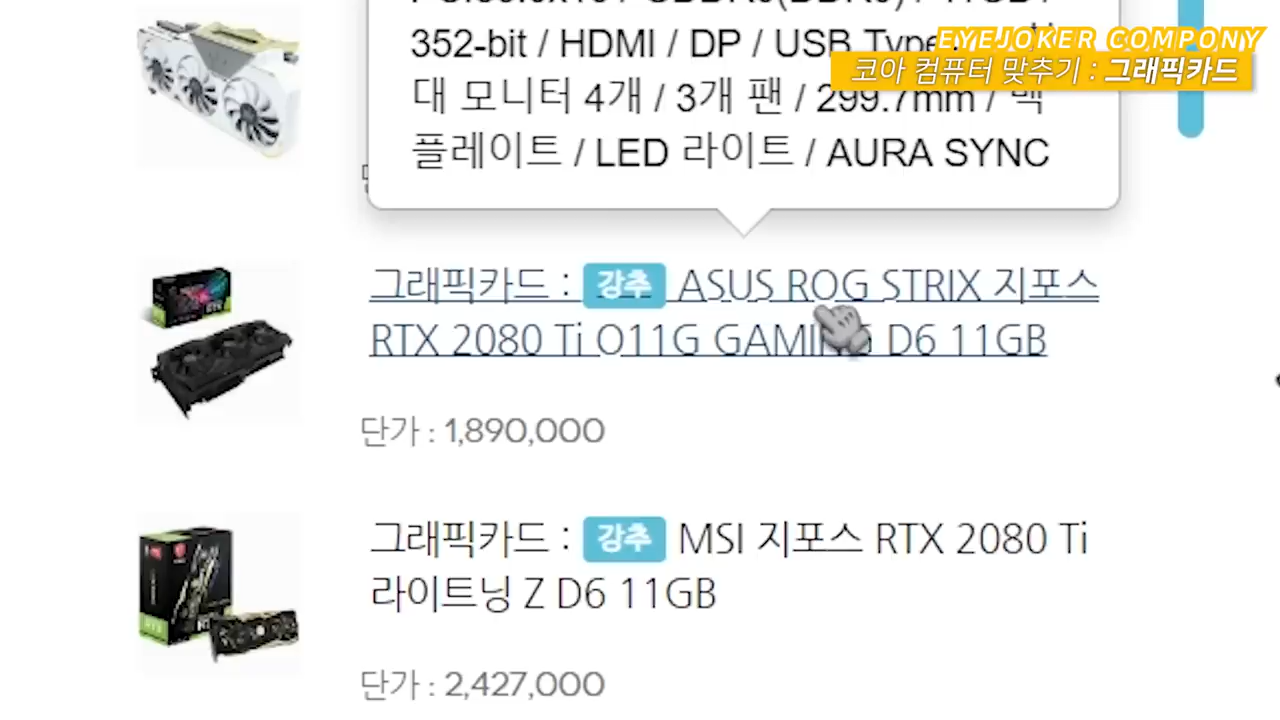 EYEJOKER COMPONY
코아 컴퓨터 맞추기 : 그래픽카드
352-bit / HDMI / DP / USB Type
대 모니터 4개 / 3개 팬 / 299.7mm / 백
플레이트 / LED 라이트 / AURA SYNC
그래픽카드 : 강추 ASUS ROG STRIX 지포스
RTX 2080 Ti O11G GAMING D6 11GB
단가 : 1,890,000
그래픽카드 : 강추 MSI 지포스 RTX 2080 Ti
라이트닝 Z D6 11GB
단가 : 2,427,000